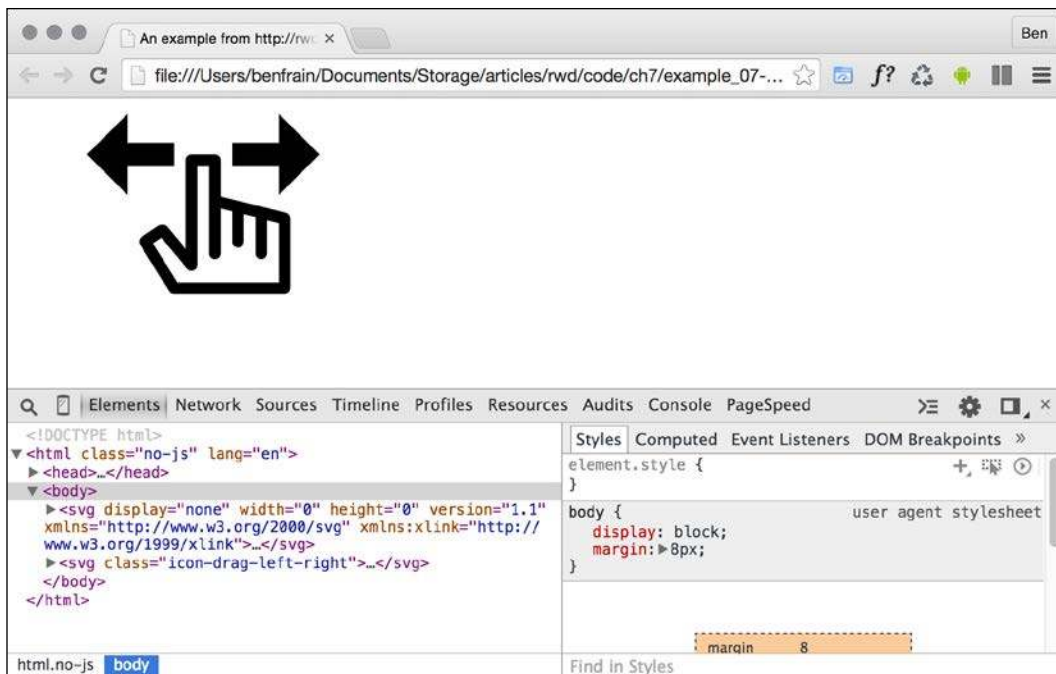 An example from http://rw
Ben
file:///Users/benfrain/Documents/Storage/articles/rwd/code/ch7/example_07-...
f?
Elements Network Sources Timeline Profiles Resources Audits Console PageSpeed
<!DOCTYPE html>
▼<html class="no-js" lang="en">
▶<head>…</head>
▼<body>
▶<svg display="none" width="0" height="0" version="1.1"
xmlns="http://www.w3.org/2000/svg" xmlns:xlink="http://
www.w3.org/1999/xlink">…</svg>
▶<svg class="icon-drag-left-right">…</svg>
</body>
</html>
html.no-js body
Styles Computed Event Listeners DOM Breakpoints »
element.style {
}
body { user agent stylesheet
display: block;
margin:▶8px;
}
margin 8
Find in Styles